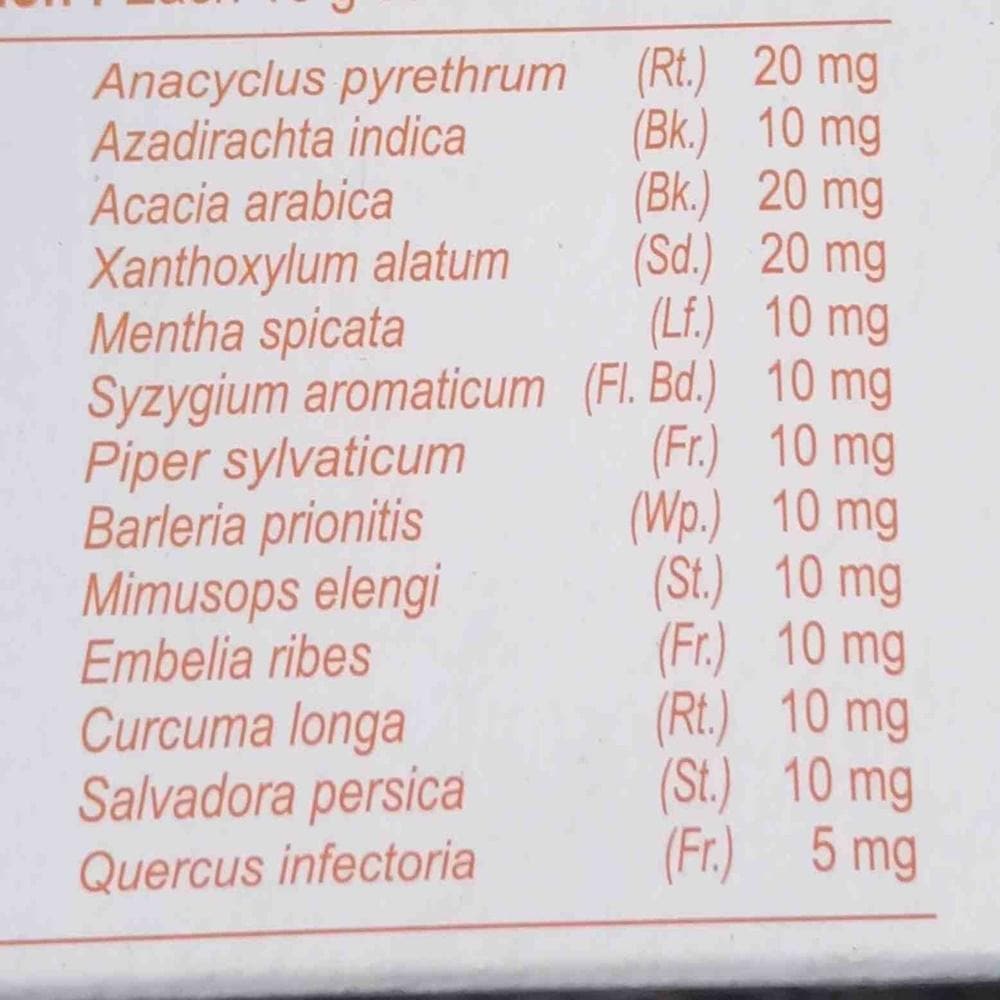 Anacyclus pyrethrum (Rt.) 20 mg
Azadirachta indica (Bk.) 10 mg
Acacia arabica (Bk.) 20 mg
Xanthoxylum alatum (Sd.) 20 mg
Mentha spicata (Lf.) 10 mg
Syzygium aromaticum (Fl. Bd.) 10 mg
Piper sylvaticum (Fr.) 10 mg
Barleria prionitis (Wp.) 10 mg
Mimusops elengi (St.) 10 mg
Embelia ribes (Fr.) 10 mg
Curcuma longa (Rt.) 10 mg
Salvadora persica (St.) 10 mg
Quercus infectoria (Fr.) 5 mg